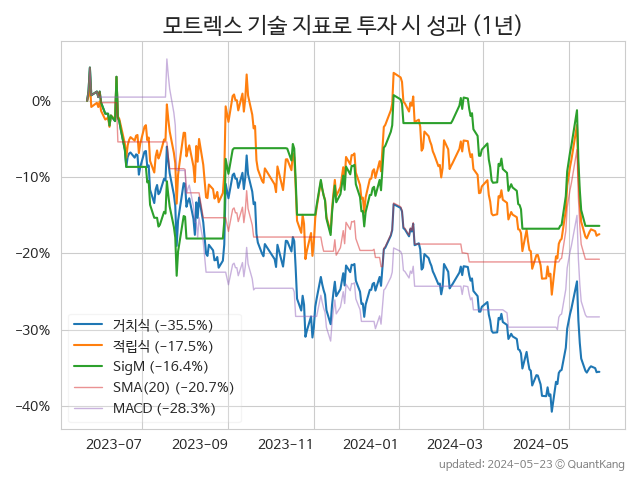 모트렉스 기술 지표로 투자 시 성과 (1년)
0%
−10%
−20%
−30%
−40%
거치식 (−35.5%)
적립식 (−17.5%)
SigM (−16.4%)
SMA(20) (−20.7%)
MACD (−28.3%)
2023-07 2023-09 2023-11 2024-01 2024-03 2024-05
updated: 2024-05-23 © QuantKang